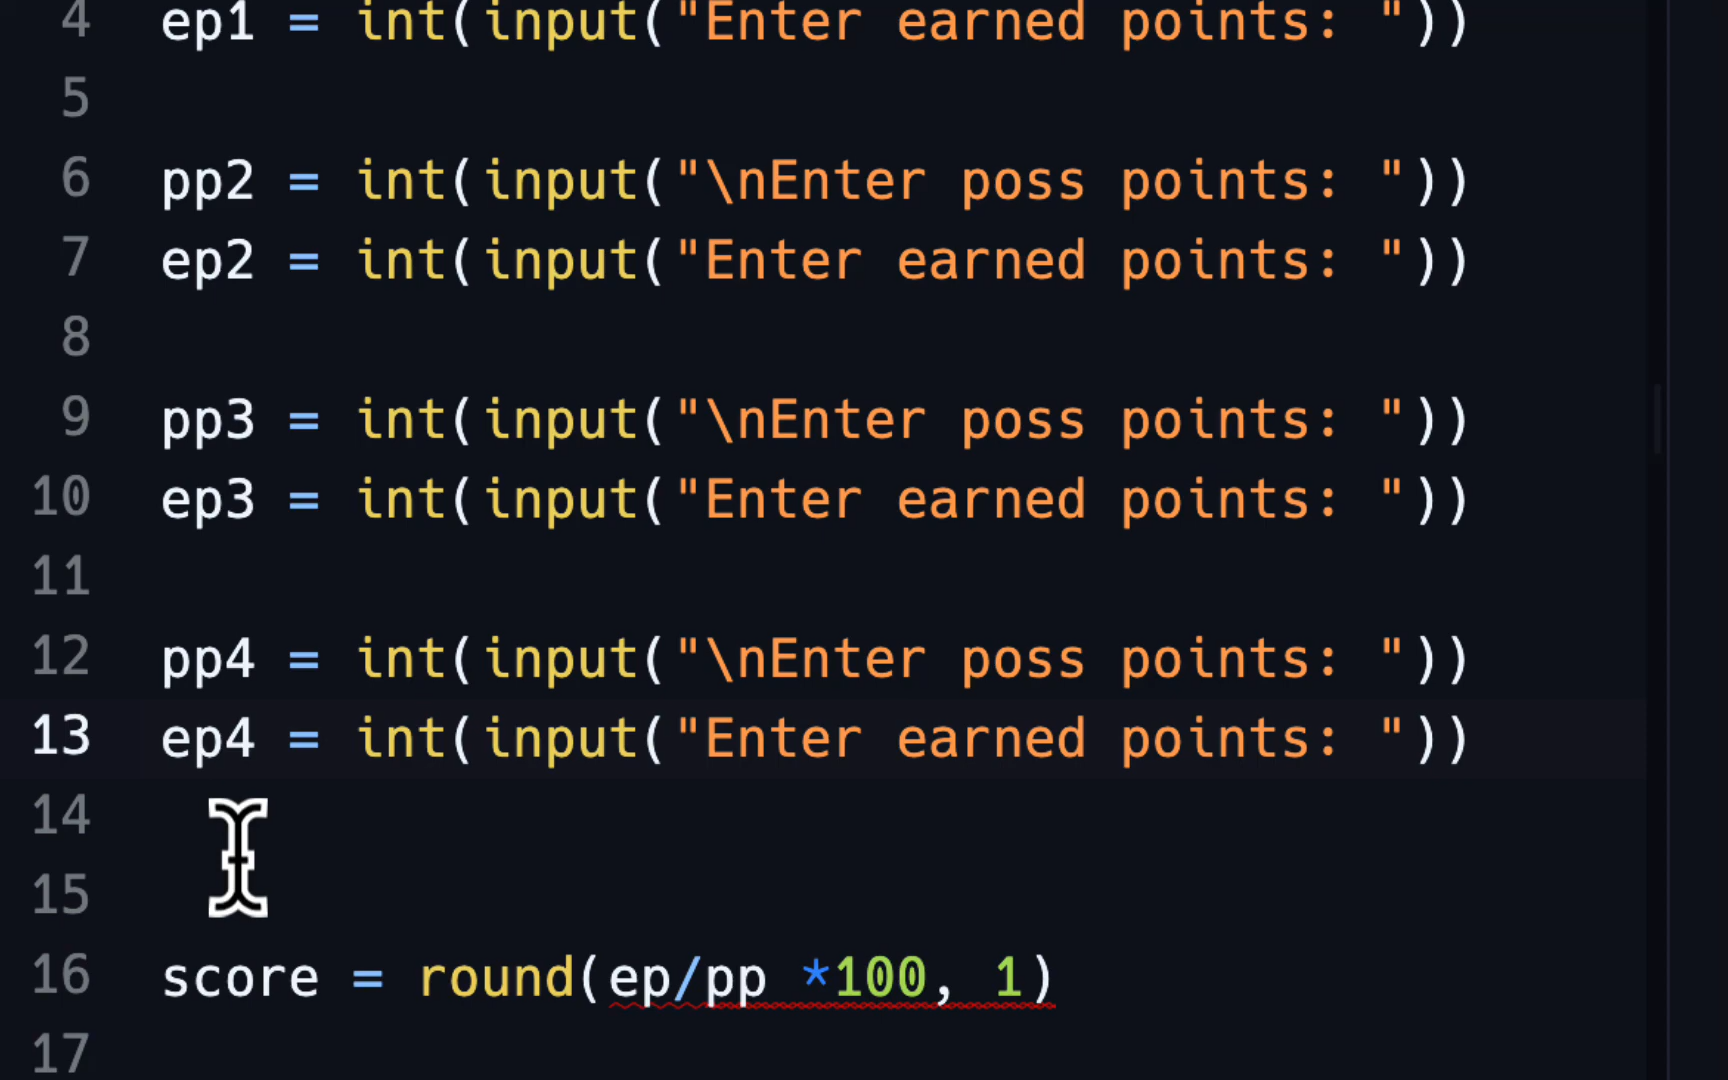 4 ep1 = int(input("Enter earned points: "))
5
6 pp2 = int(input("\nEnter poss points: "))
7 ep2 = int(input("Enter earned points: "))
8
9 pp3 = int(input("\nEnter poss points: "))
10 ep3 = int(input("Enter earned points: "))
11
12 pp4 = int(input("\nEnter poss points: "))
13 ep4 = int(input("Enter earned points: "))
14
15
16 score = round(ep/pp *100, 1)
17